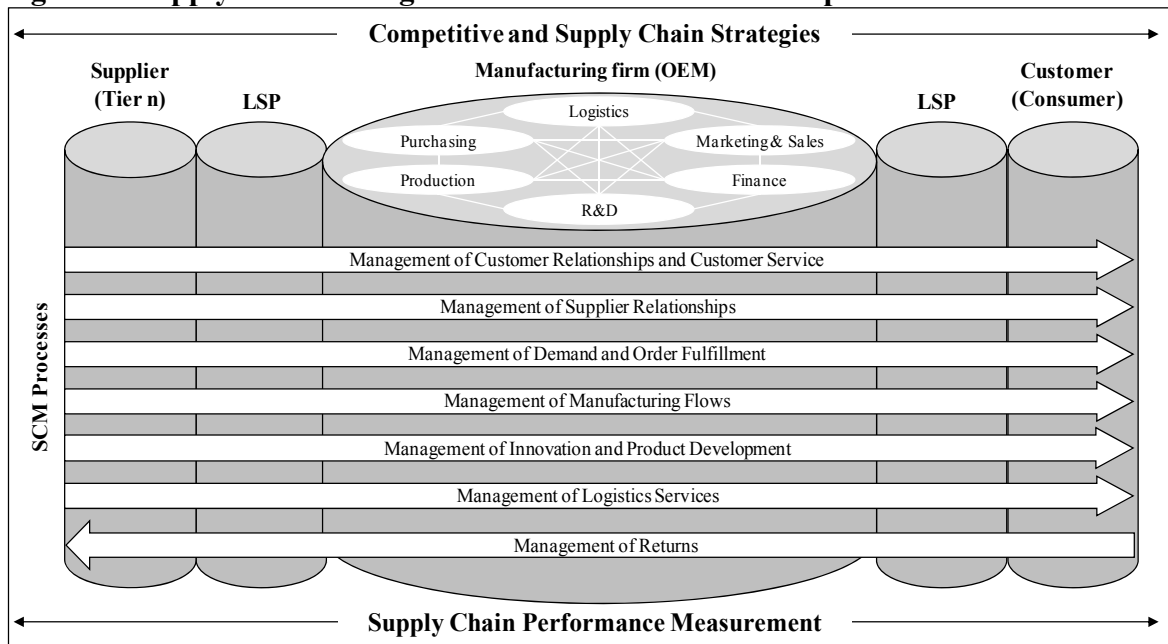 Competitive and Supply Chain Strategies
Supplier
(Tier n)
LSP
Manufacturing firm (OEM)
LSP
Customer
(Consumer)
Logistics
Purchasing
Marketing & Sales
Production
Finance
R&D
SCM Processes
Management of Customer Relationships and Customer Service
Management of Supplier Relationships
Management of Demand and Order Fulfillment
Management of Manufacturing Flows
Management of Innovation and Product Development
Management of Logistics Services
Management of Returns
Supply Chain Performance Measurement